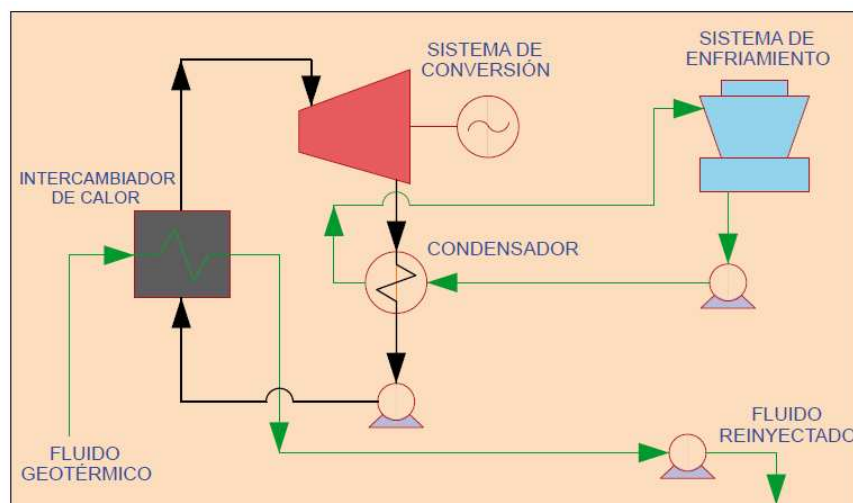 SISTEMA DE
CONVERSIÓN
SISTEMA DE
ENFRIAMIENTO
INTERCAMBIADOR
DE CALOR
CONDENSADOR
FLUIDO
GEOTÉRMICO
FLUIDO
REINYECTADO